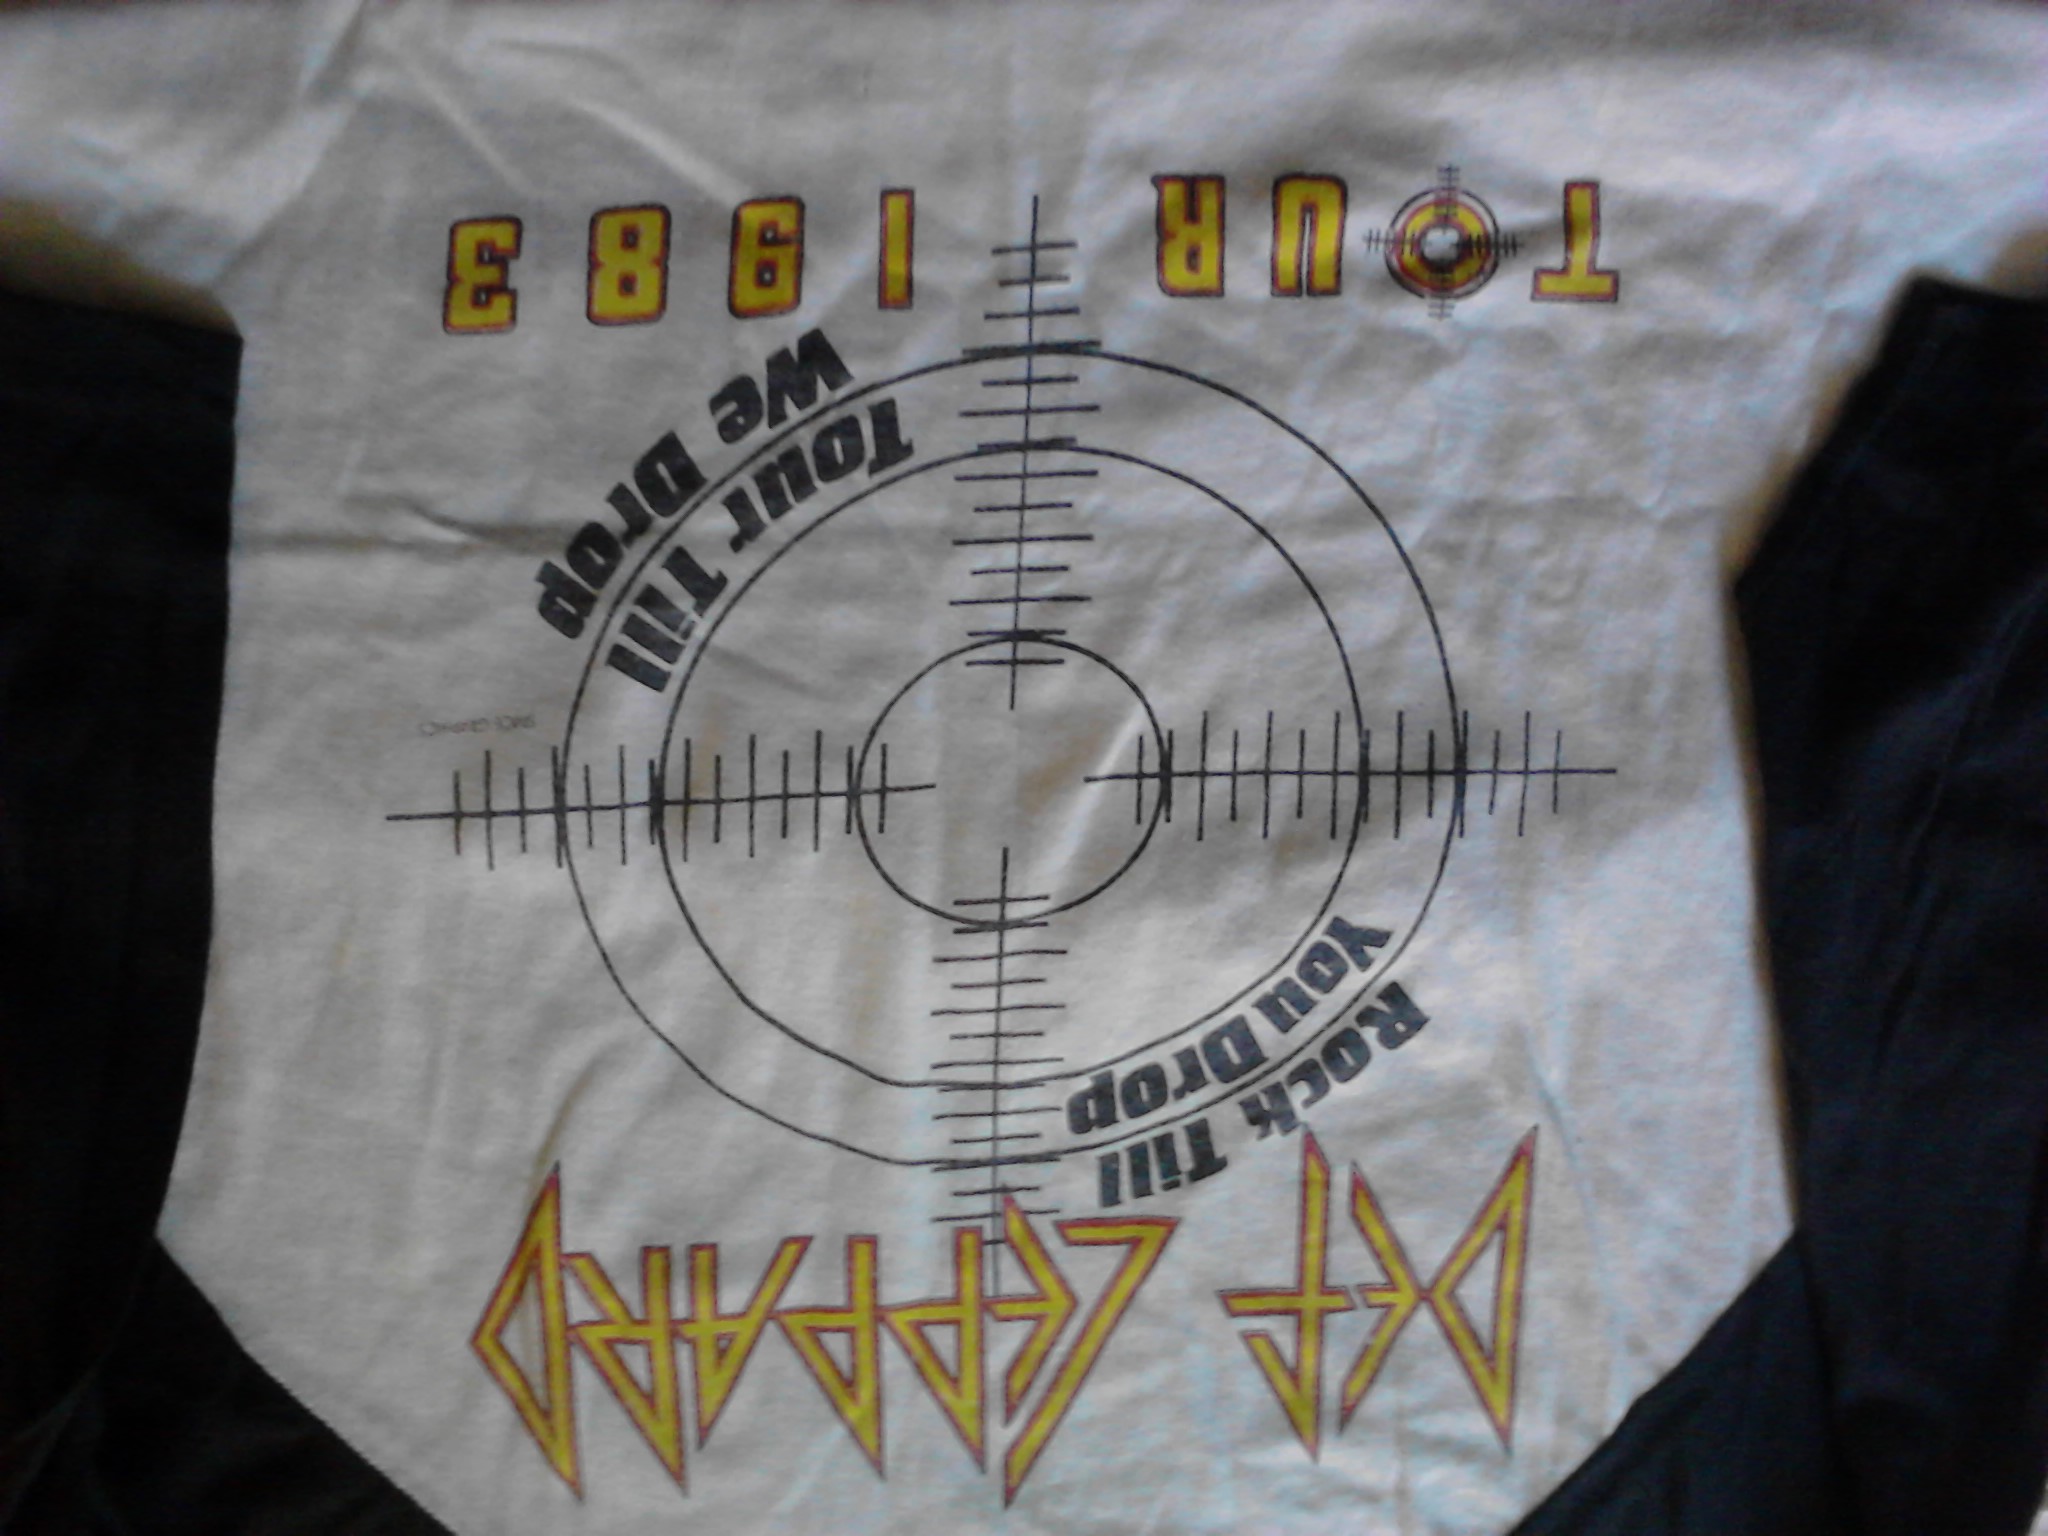 DEF LEPPARD
Rock Till
You Drop
Tour Till
We Drop
TOUR 1983